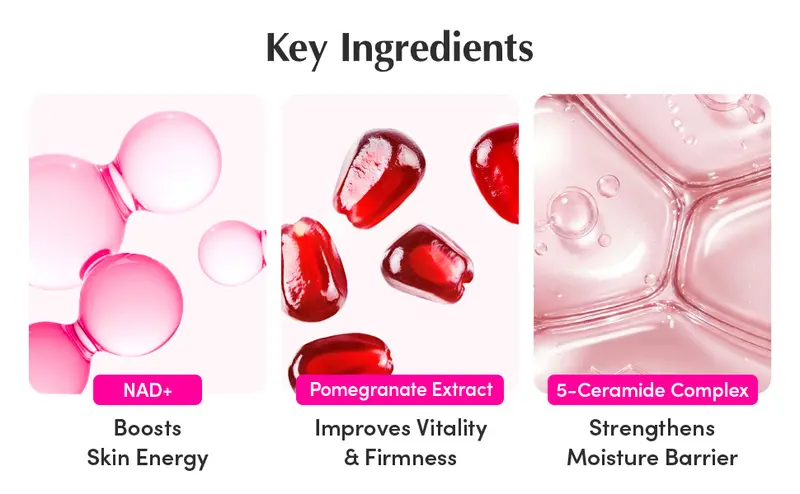 Key Ingredients
NAD+
Boosts
Skin Energy
Pomegranate Extract
Improves Vitality
& Firmness
5-Ceramide Complex
Strengthens
Moisture Barrier